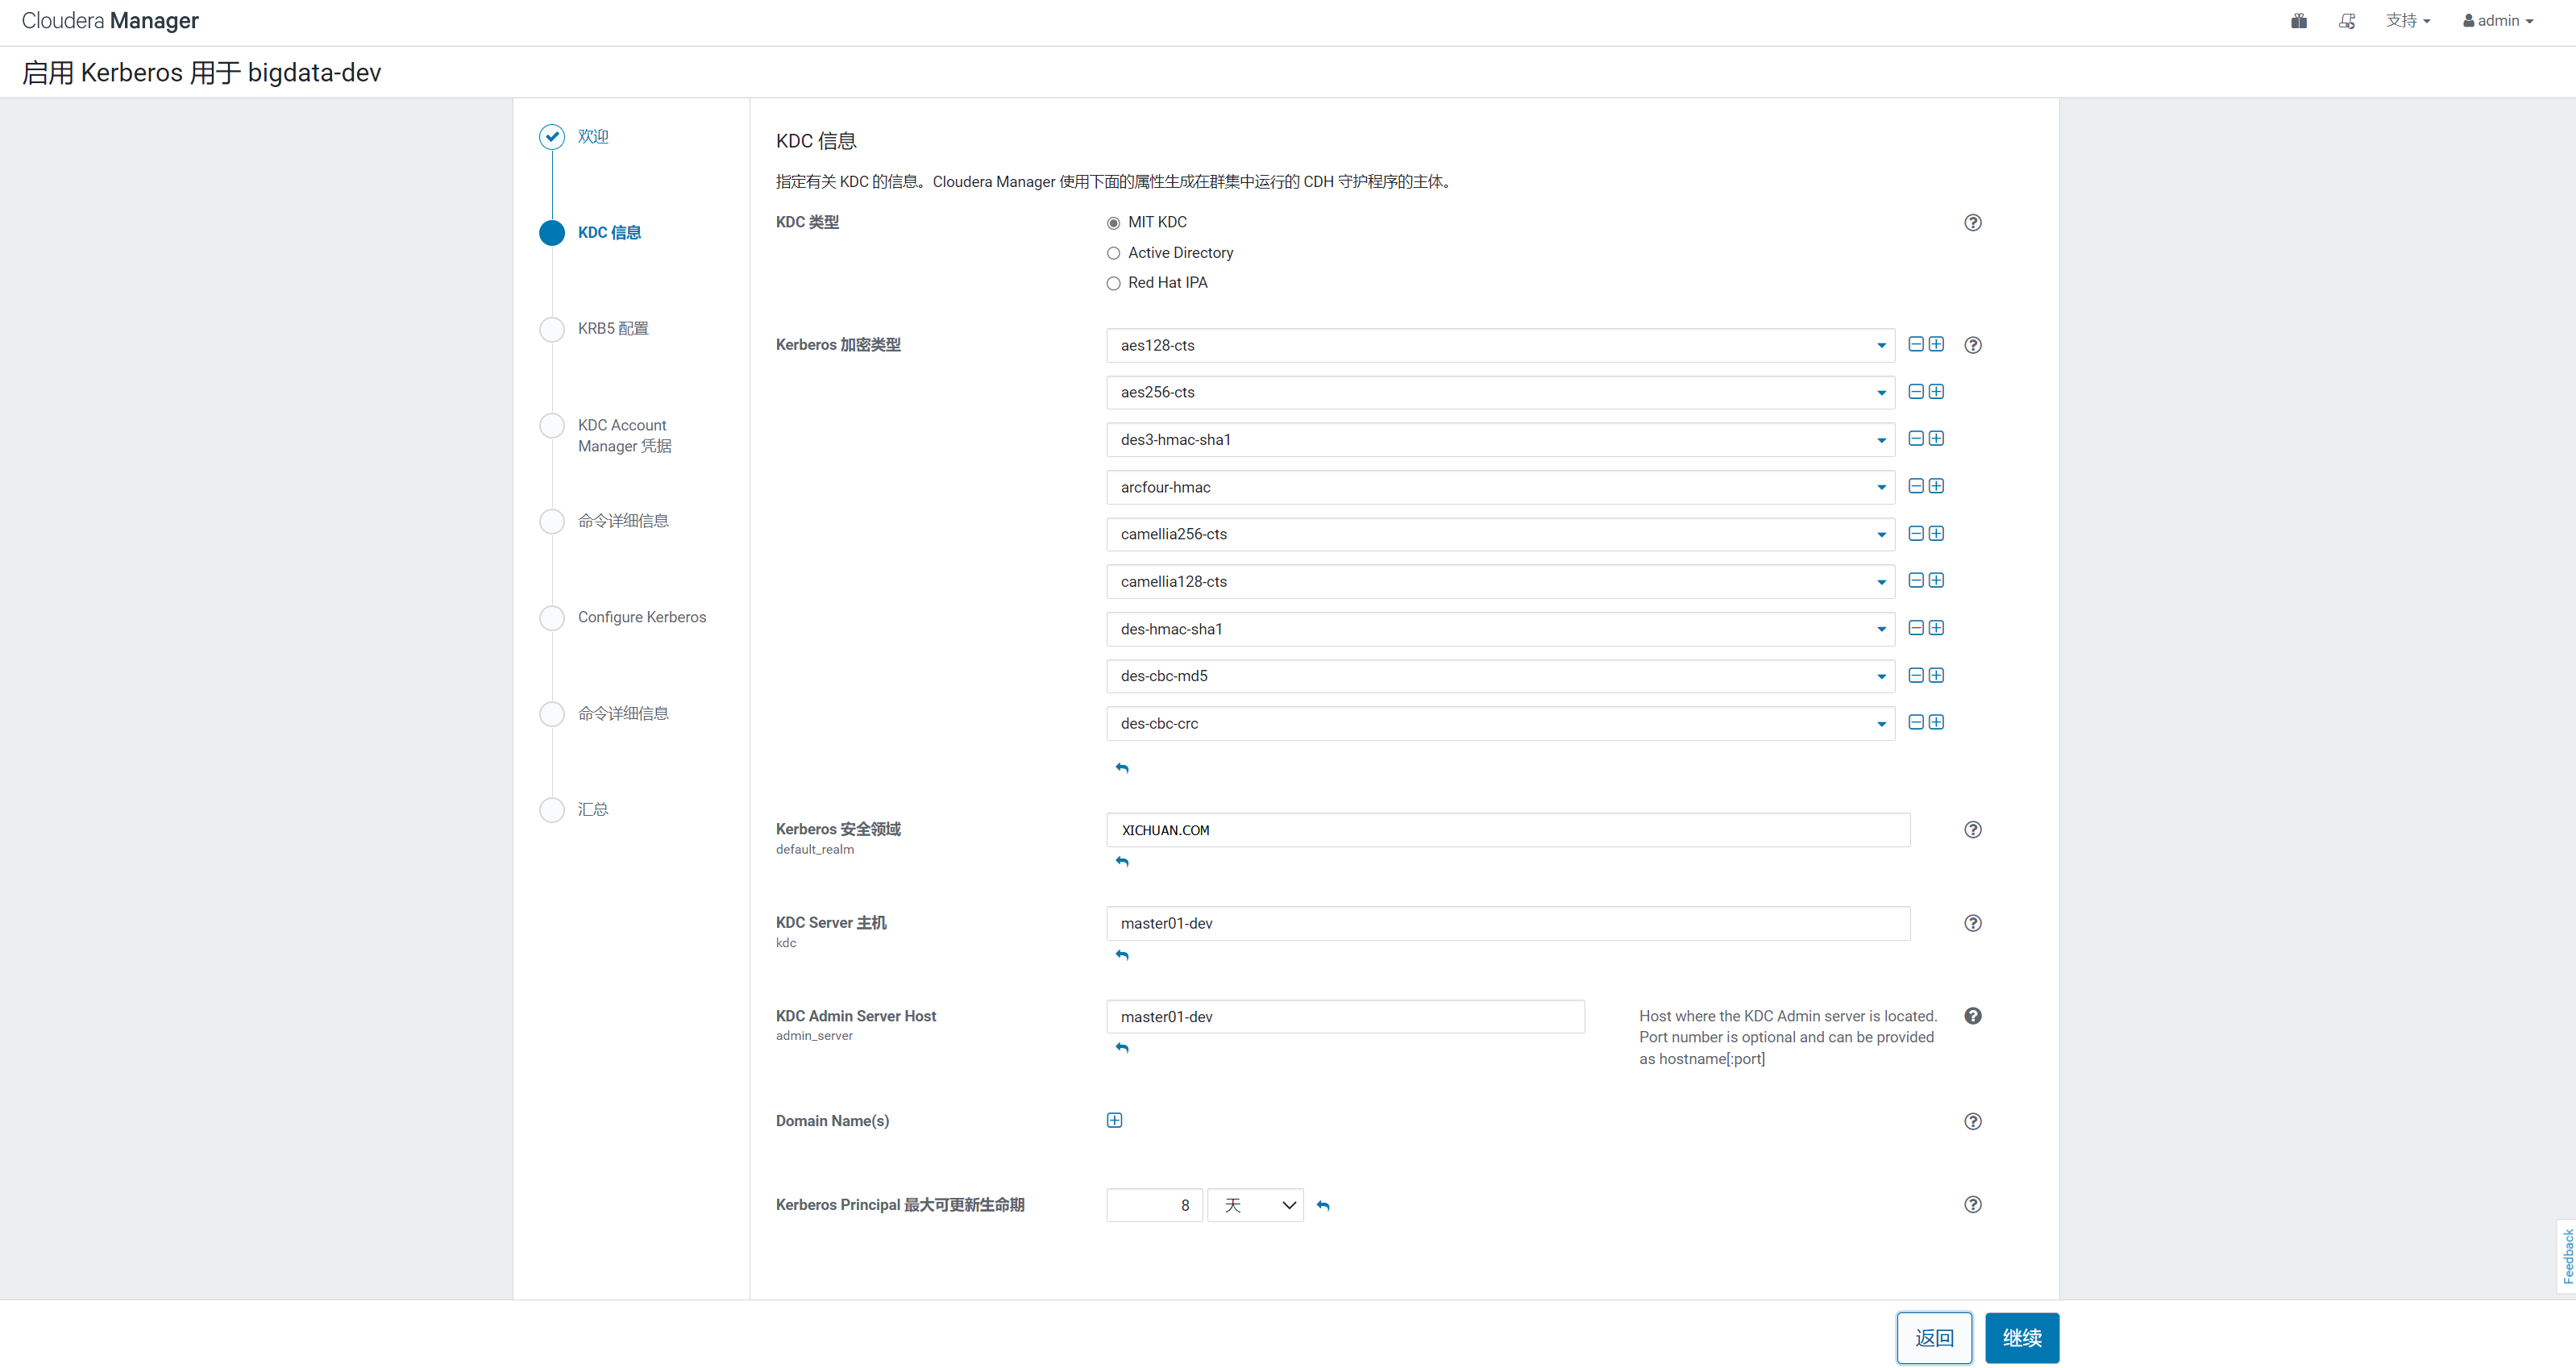 Cloudera Manager
支持
admin
启用 Kerberos 用于 bigdata-dev
欢迎
KDC 信息
KRB5 配置
KDC Account
Manager 凭据
命令详细信息
Configure Kerberos
命令详细信息
汇总
KDC 信息
指定有关 KDC 的信息。Cloudera Manager 使用下面的属性生成在群集中运行的 CDH 守护程序的主体。
KDC 类型
MIT KDC
Active Directory
Red Hat IPA
Kerberos 加密类型
aes128-cts
aes256-cts
des3-hmac-sha1
arcfour-hmac
camellia256-cts
camellia128-cts
des-hmac-sha1
des-cbc-md5
des-cbc-crc
Kerberos 安全领域
default_realm
XICHUAN.COM
KDC Server 主机
kdc
master01-dev
KDC Admin Server Host
admin_server
master01-dev
Host where the KDC Admin server is located.
Port number is optional and can be provided
as hostname[:port]
Domain Name(s)
Kerberos Principal 最大可更新生命期
8
天
Feedback
返回
继续